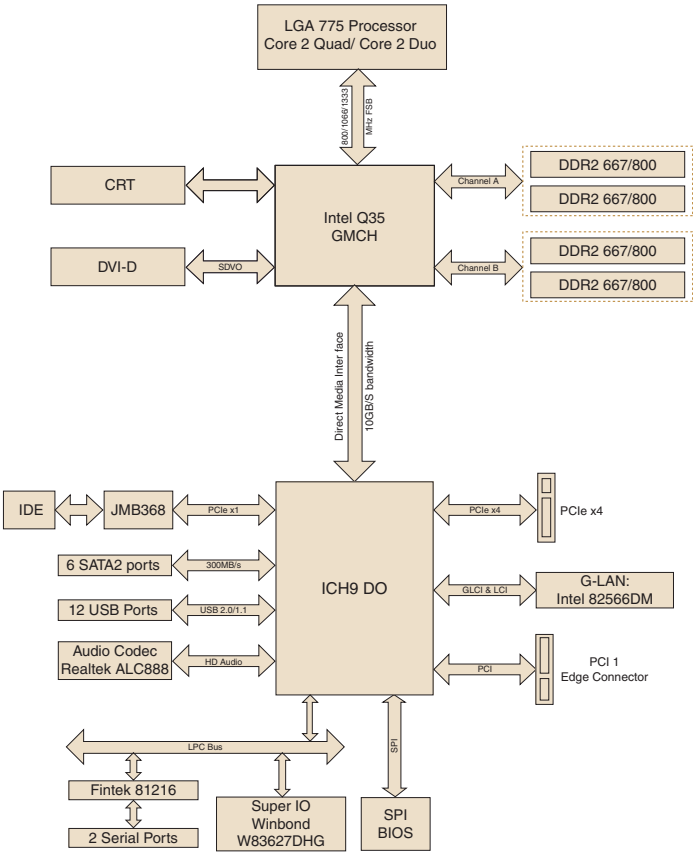 LGA 775 Processor
Core 2 Quad/ Core 2 Duo
800/1066/1333
MHz FSB
CRT
Intel Q35
GMCH
Channel A
DDR2 667/800
DDR2 667/800
DVI-D
SDVO
Channel B
DDR2 667/800
DDR2 667/800
Direct Media Inter face
10GB/S bandwidth
IDE
JMB368
PCIe x1
ICH9 DO
PCIe x4
PCIe x4
6 SATA2 ports
300MB/s
GLCI & LCI
G-LAN:
Intel 82566DM
12 USB Ports
USB 2.0/1.1
Audio Codec
Realtek ALC888
HD Audio
PCI
PCI 1
Edge Connector
LPC Bus
SPI
Fintek 81216
2 Serial Ports
Super IO
Winbond
W83627DHG
SPI
BIOS